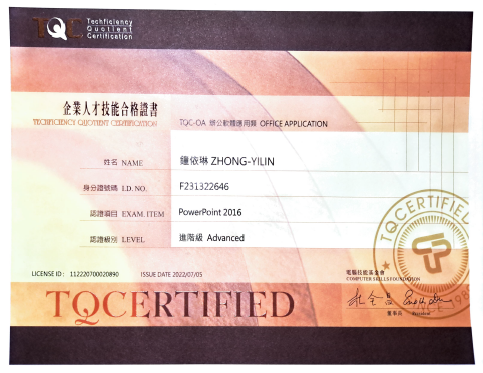 TQC Techficiency
Quotient
Certification
企業人才技能合格證書
TECHFICIENCY QUOTIENT CERTIFICATION
TQC-OA 辦公軟體應用類 OFFICE APPLICATION
姓名 NAME 鍾依琳 ZHONG-YILIN
身分證號碼 I.D. NO. F231322646
認證項目 EXAM. ITEM PowerPoint 2016
認證級別 LEVEL 進階級 Advanced
TQCERTIFIED
LICENSE ID: 112220700020890 ISSUE DATE 2022/07/05
電腦技能基金會
COMPUTER SKILLS FOUNDATION
TQCERTIFIED
董事長 President